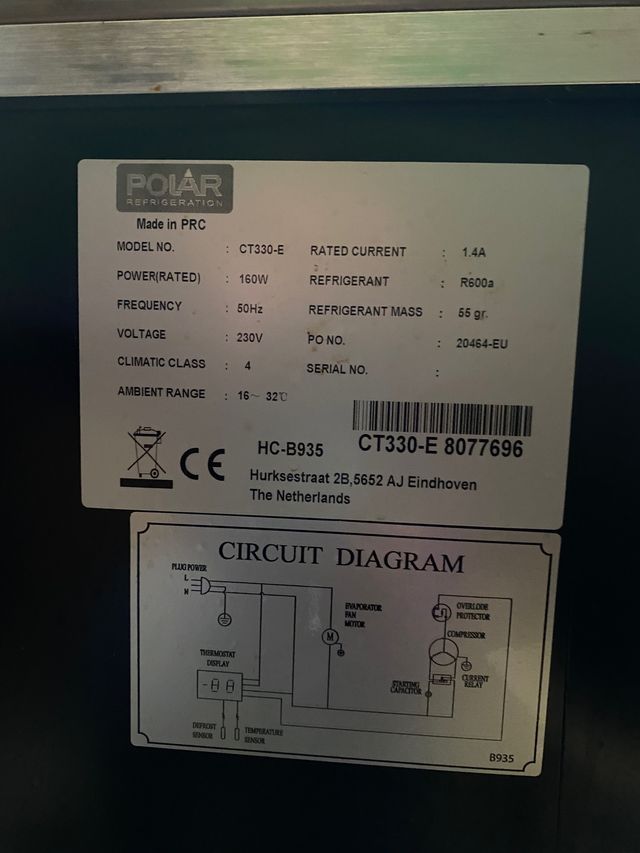 POLAR
REFRIGERATION
Made in PRC
MODEL NO. : CT330-E RATED CURRENT : 1.4A
POWER(RATED) : 160W REFRIGERANT : R600a
FREQUENCY : 50Hz REFRIGERANT MASS : 55 gr.
VOLTAGE : 230V PO NO. : 20464-EU
CLIMATIC CLASS : 4 SERIAL NO. :
AMBIENT RANGE : 16~ 32℃
CE HC-B935 CT330-E 8077696
Hurksestraat 2B,5652 AJ Eindhoven
The Netherlands
CIRCUIT DIAGRAM
PLUG POWER
L
N
EVAPORATOR
FAN
MOTOR
M
OVERLODE
PROTECTOR
COMPRESSOR
THERMOSTAT
DISPLAY
STARTING
CAPACITOR
CURRENT
RELAY
DEFROST
SENSOR
TEMPERATURE
SENSOR
B935